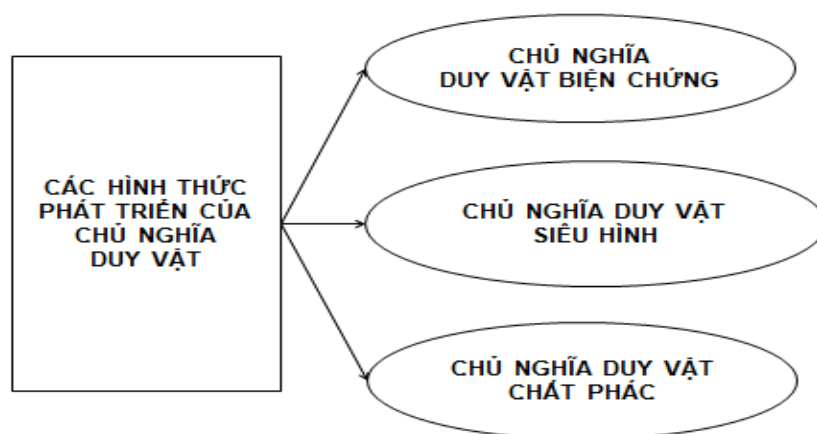 CÁC HÌNH THỨC
PHÁT TRIỂN CỦA
CHỦ NGHĨA
DUY VẬT
CHỦ NGHĨA
DUY VẬT BIỆN CHỨNG
CHỦ NGHĨA DUY VẬT
SIÊU HÌNH
CHỦ NGHĨA DUY VẬT
CHẤT PHÁC